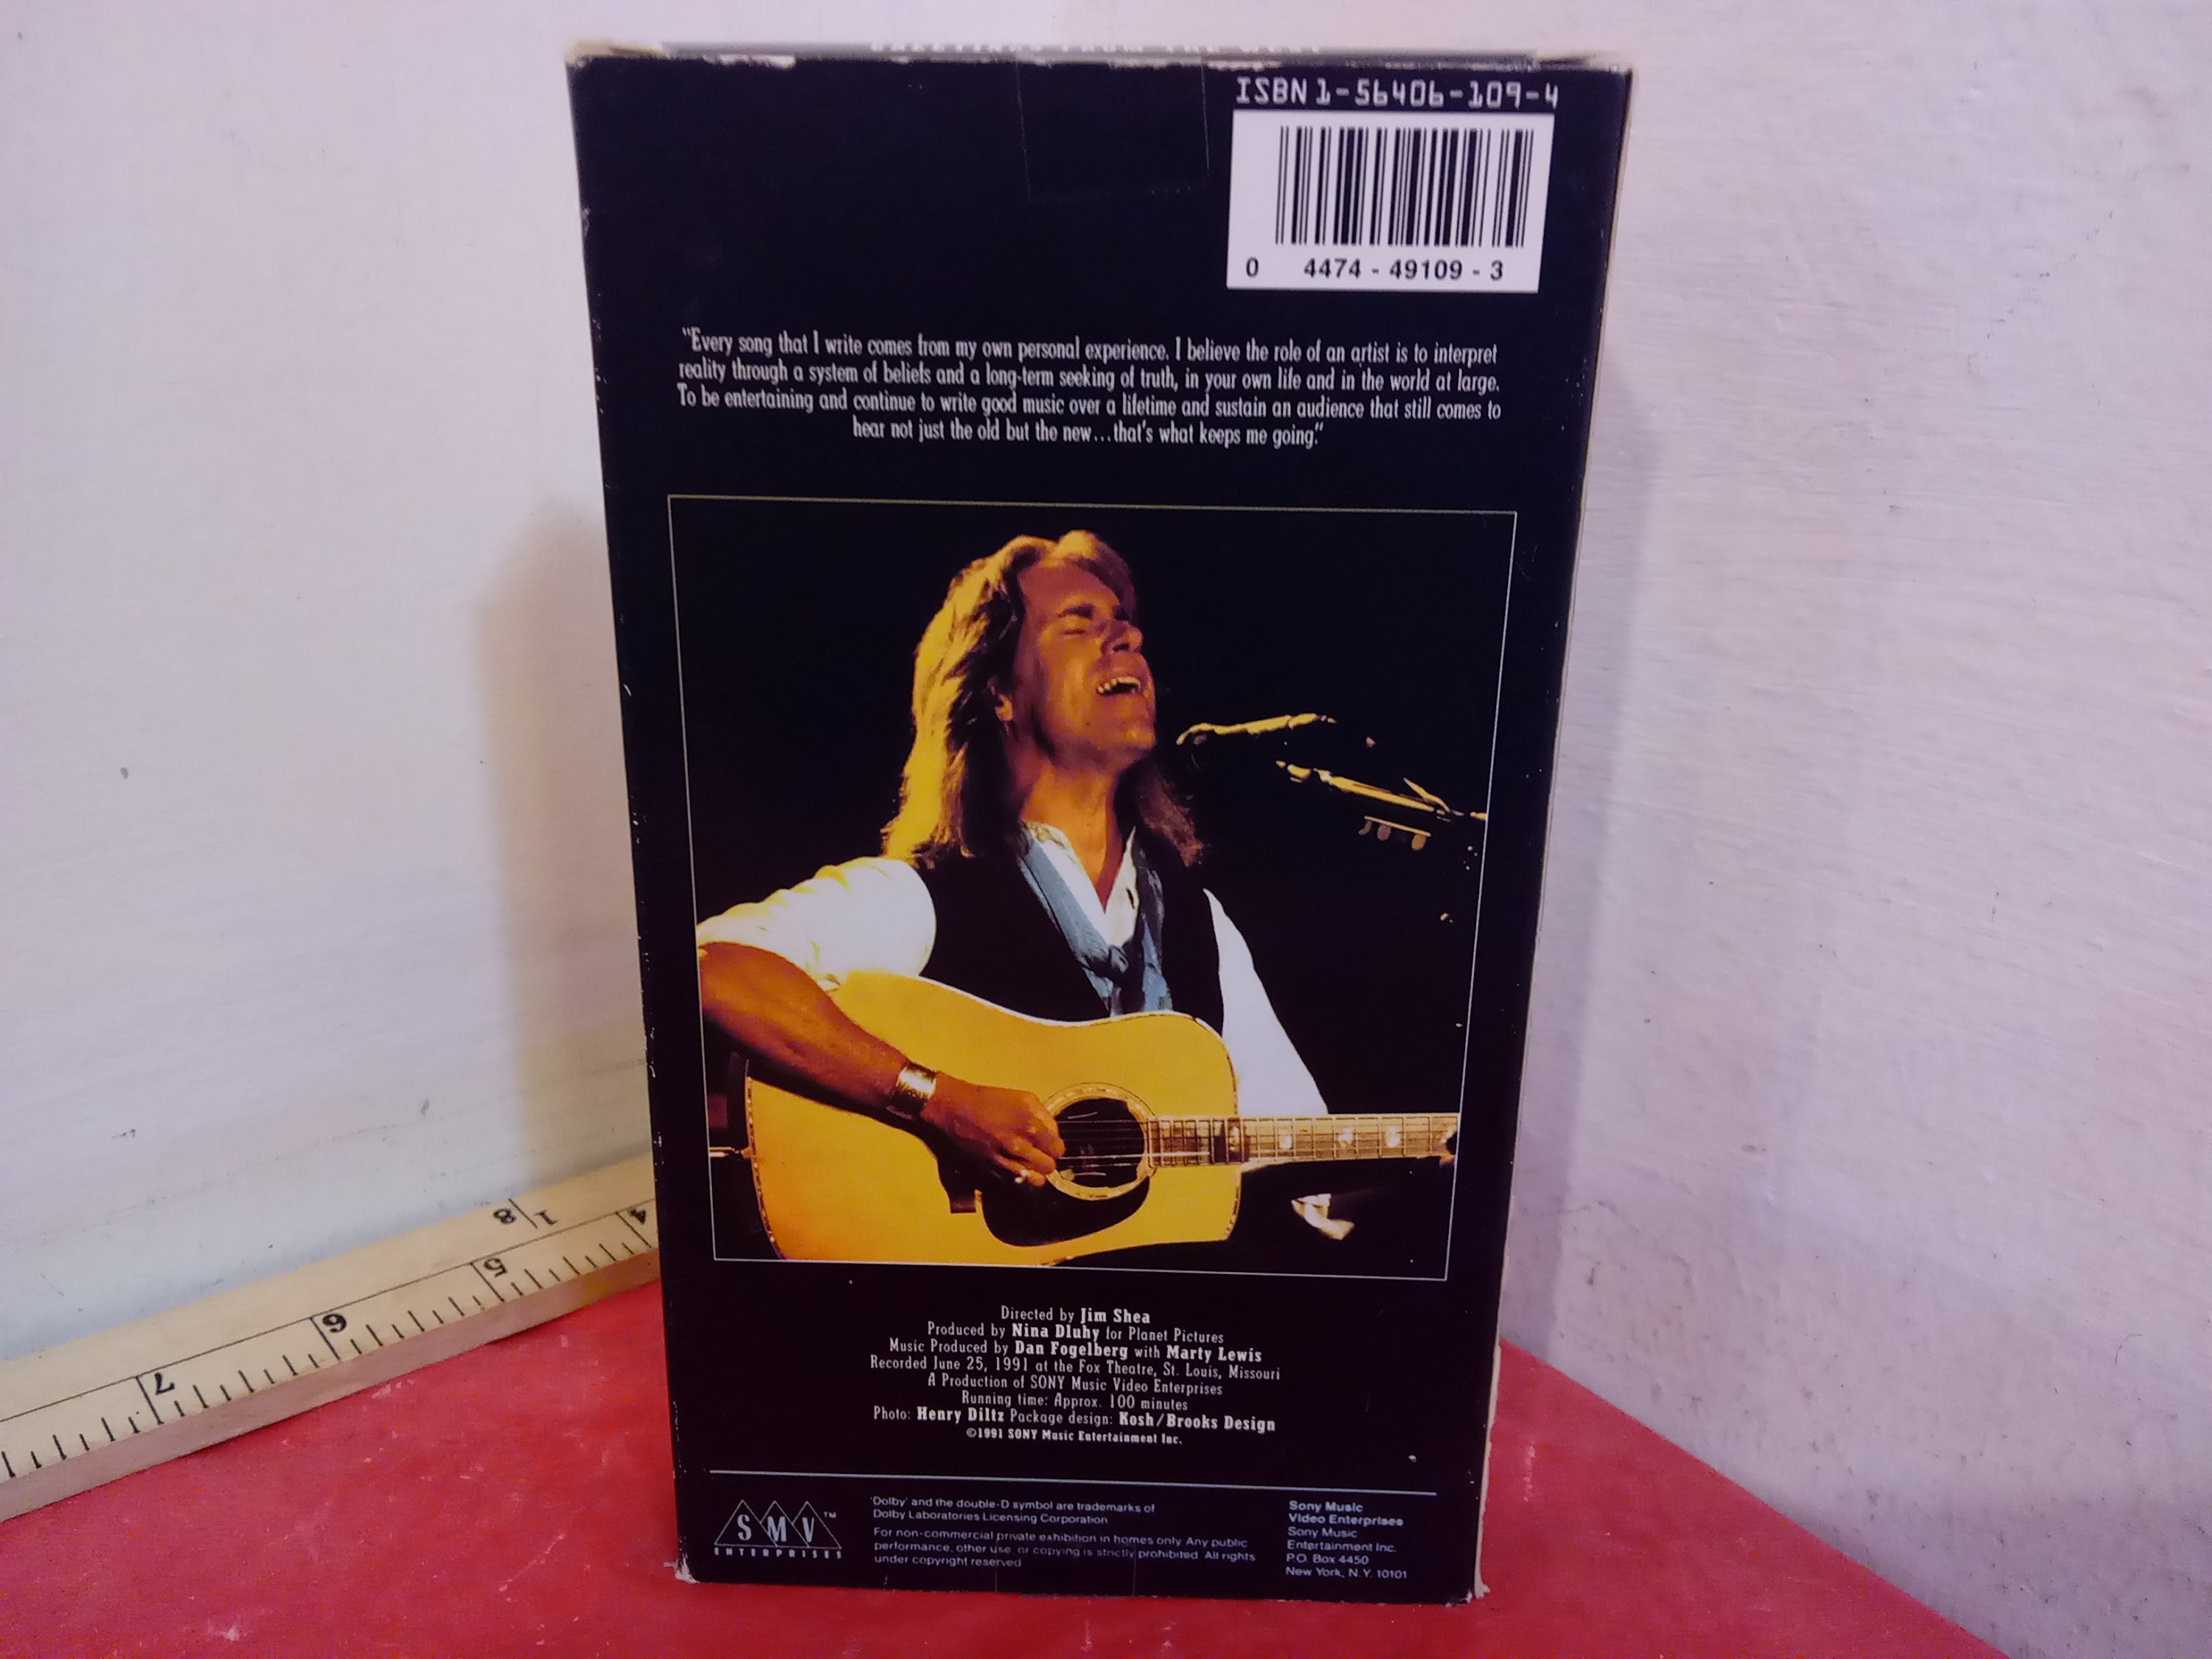 GREETINGS FROM THE WEST
ISBN 1-56406-109-4
0 4474 - 49109 - 3
"Every song that I write comes from my own personal experience. I believe the role of an artist is to interpret
reality through a system of beliefs and a long-term seeking of truth, in your own life and in the world at large.
To be entertaining and continue to write good music over a lifetime and sustain an audience that still comes to
hear not just the old but the new...that's what keeps me going."
Directed by Jim Shea
Produced by Nina Dluhy for Planet Pictures
Music Produced by Dan Fogelberg with Marty Lewis
Recorded June 25, 1991 at the Fox Theatre, St. Louis, Missouri
A Production of SONY Music Video Enterprises
Running time: Approx. 100 minutes
Photo: Henry Diltz Package design: Kosh/Brooks Design
©1991 SONY Music Entertainment Inc.
SMV™
ENTERPRISES
'Dolby' and the double-D symbol are trademarks of
Dolby Laboratories Licensing Corporation
For non-commercial private exhibition in homes only. Any public
performance, other use, or copying is strictly prohibited. All rights
under copyright reserved
Sony Music
Video Enterprises
Sony Music
Entertainment Inc.
P.O. Box 4450
New York, N.Y. 10101
8 1
4
5
6
7